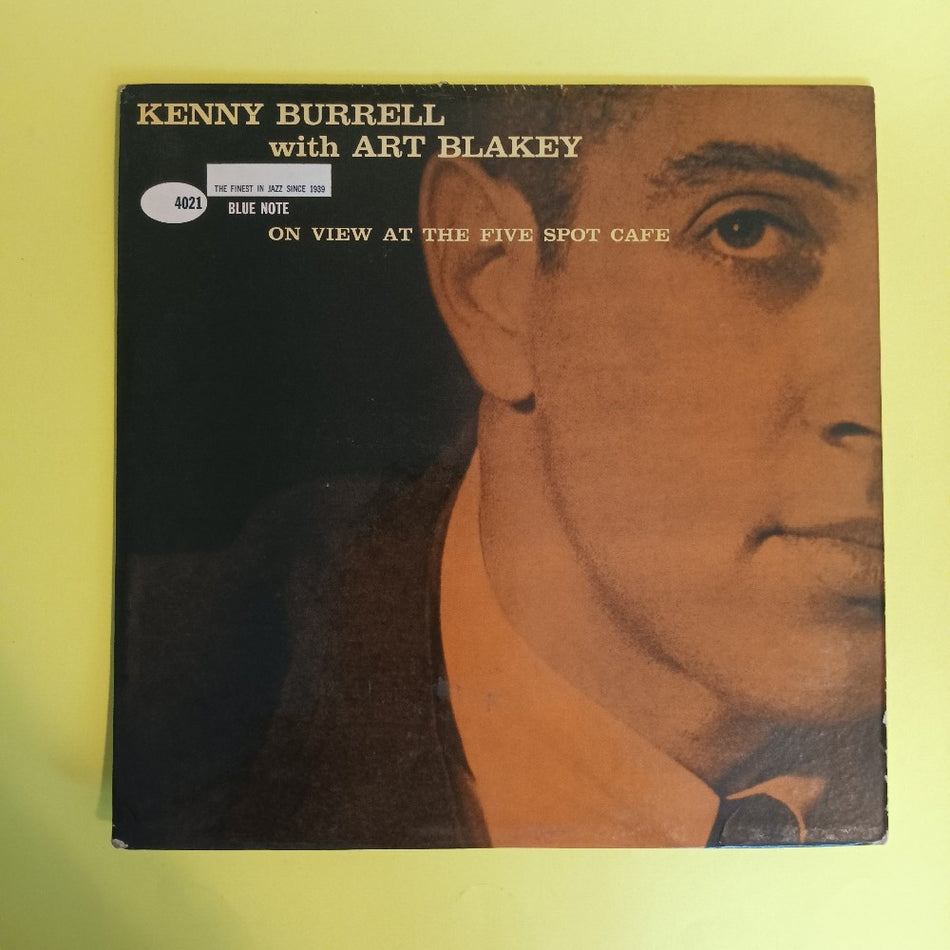 KENNY BURRELL
with ART BLAKEY
THE FINEST IN JAZZ SINCE 1939
4021
BLUE NOTE
ON VIEW AT THE FIVE SPOT CAFE